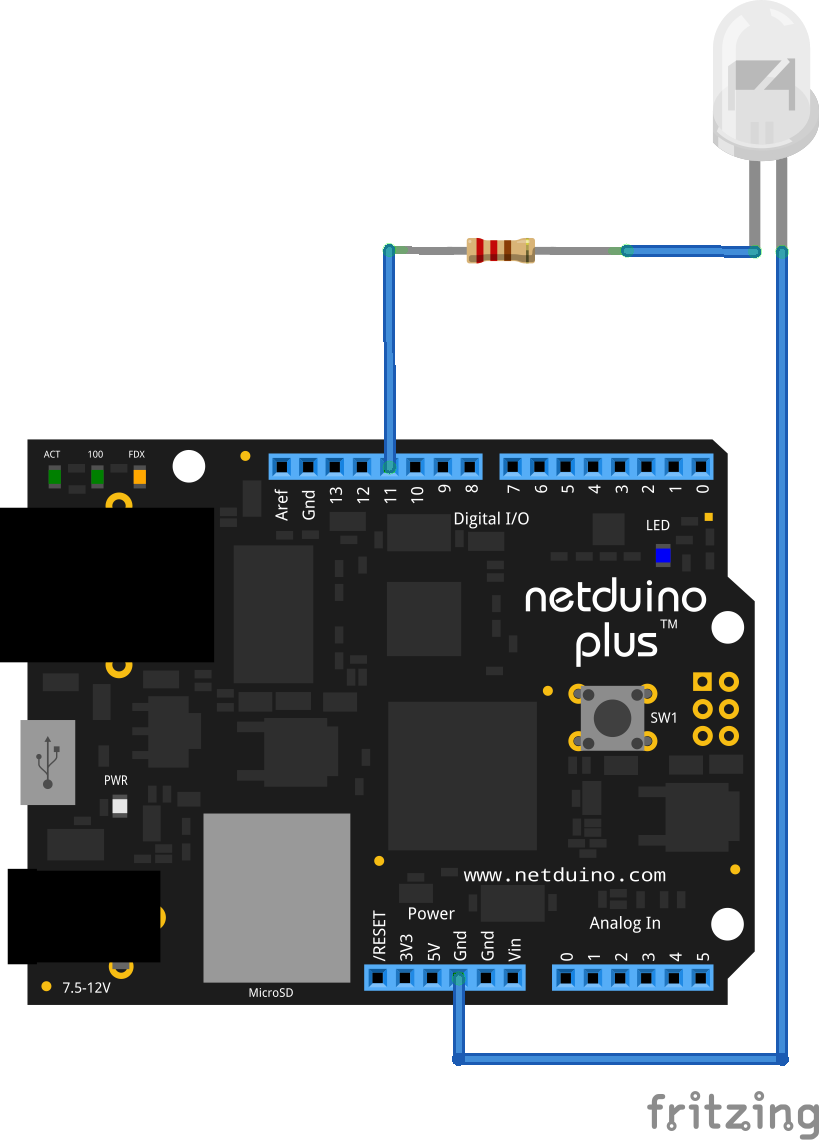 ACT 100 FDX
Aref Gnd 13 12 11 10 9 8 7 6 5 4 3 2 1 0
Digital I/O
LED
netduino
plus™
SW1
PWR
www.netduino.com
Power
Analog In
/RESET 3V3 5V Gnd Gnd Vin 0 1 2 3 4 5
7.5-12V
MicroSD
fritzing